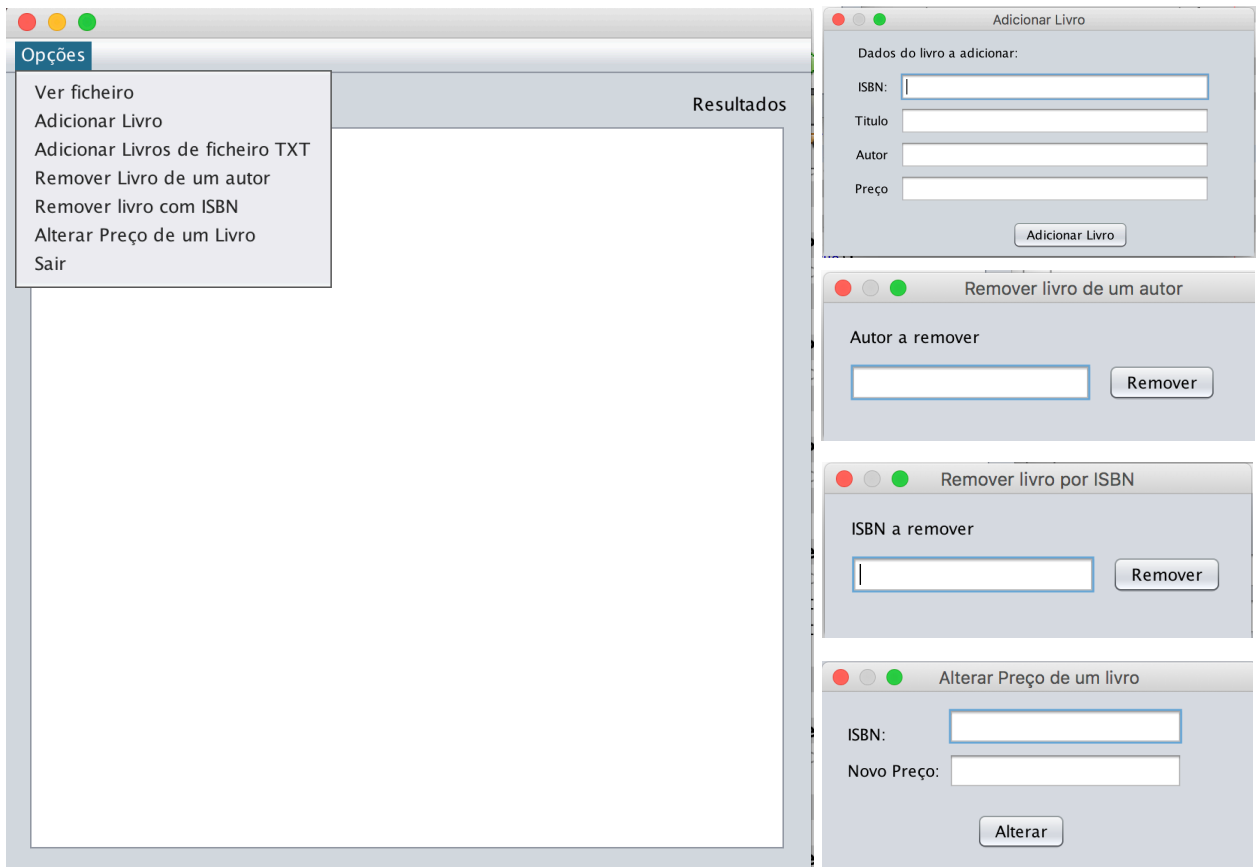 Opções
Ver ficheiro
Adicionar Livro
Adicionar Livros de ficheiro TXT
Remover Livro de um autor
Remover livro com ISBN
Alterar Preço de um Livro
Sair
Resultados
Adicionar Livro
Dados do livro a adicionar:
ISBN:
Titulo
Autor
Preço
Adicionar Livro
Remover livro de um autor
Autor a remover
Remover
Remover livro por ISBN
ISBN a remover
Remover
Alterar Preço de um livro
ISBN:
Novo Preço:
Alterar